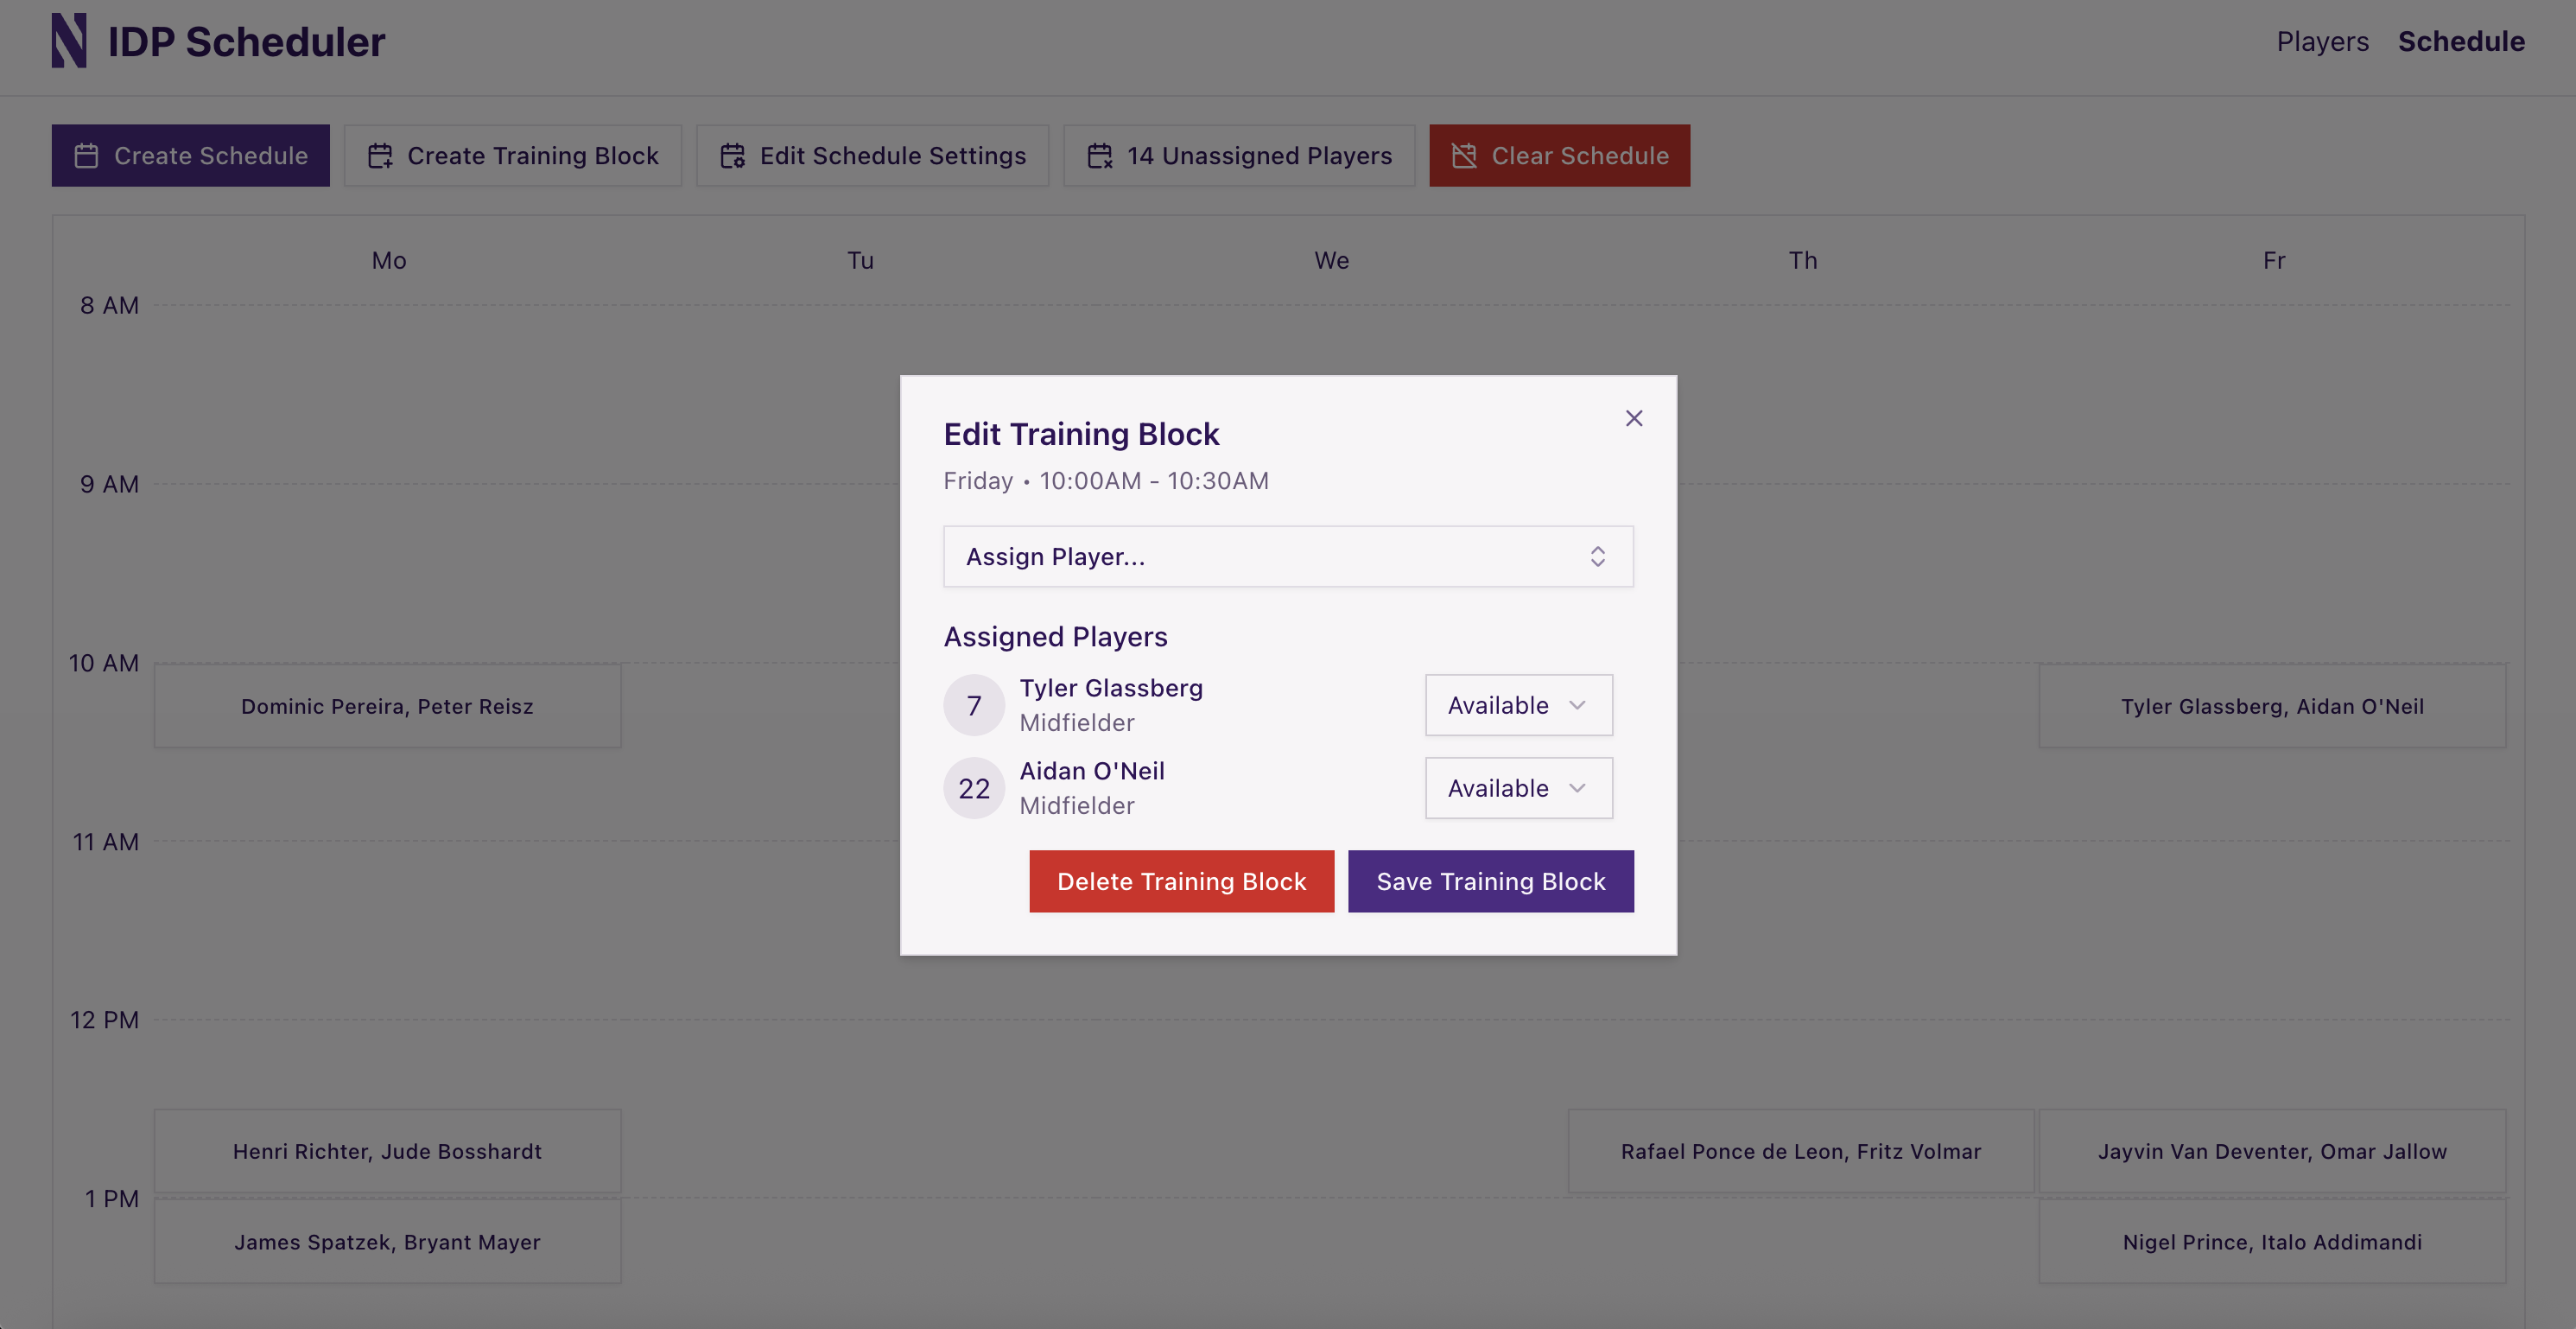 IDP Scheduler
Players Schedule
Create Schedule Create Training Block Edit Schedule Settings 14 Unassigned Players Clear Schedule
Mo Tu We Th Fr
8 AM
9 AM
10 AM
Dominic Pereira, Peter Reisz
Tyler Glassberg, Aidan O'Neil
11 AM
12 PM
Henri Richter, Jude Bosshardt
Rafael Ponce de Leon, Fritz Volmar
Jayvin Van Deventer, Omar Jallow
1 PM
James Spatzek, Bryant Mayer
Nigel Prince, Italo Addimandi
Edit Training Block
Friday • 10:00AM - 10:30AM
Assign Player...
Assigned Players
7 Tyler Glassberg Available
Midfielder
22 Aidan O'Neil Available
Midfielder
Delete Training Block Save Training Block